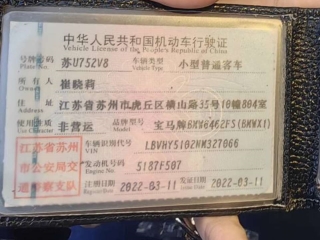 中华人民共和国机动车行驶证
Vehicle License of the People's Republic of China
号牌号码 苏U752V8 车辆类型 小型普通客车
Plate No. Vehicle Type
所有人 崔晓莉
Owner
住址 江苏省苏州市虎丘区横山路35号10幢804室
Address
使用性质 非营运 品牌型号 宝马牌BMW6462FS(BMWX1)
Use Character Model
江苏省苏州
市公安局交
通警察支队
车辆识别代号 LBVHY5102NM327066
VIN
发动机号码 5187F507
Engine No.
注册日期 2022-03-11 发证日期 2022-03-11
Register Date Issue Date